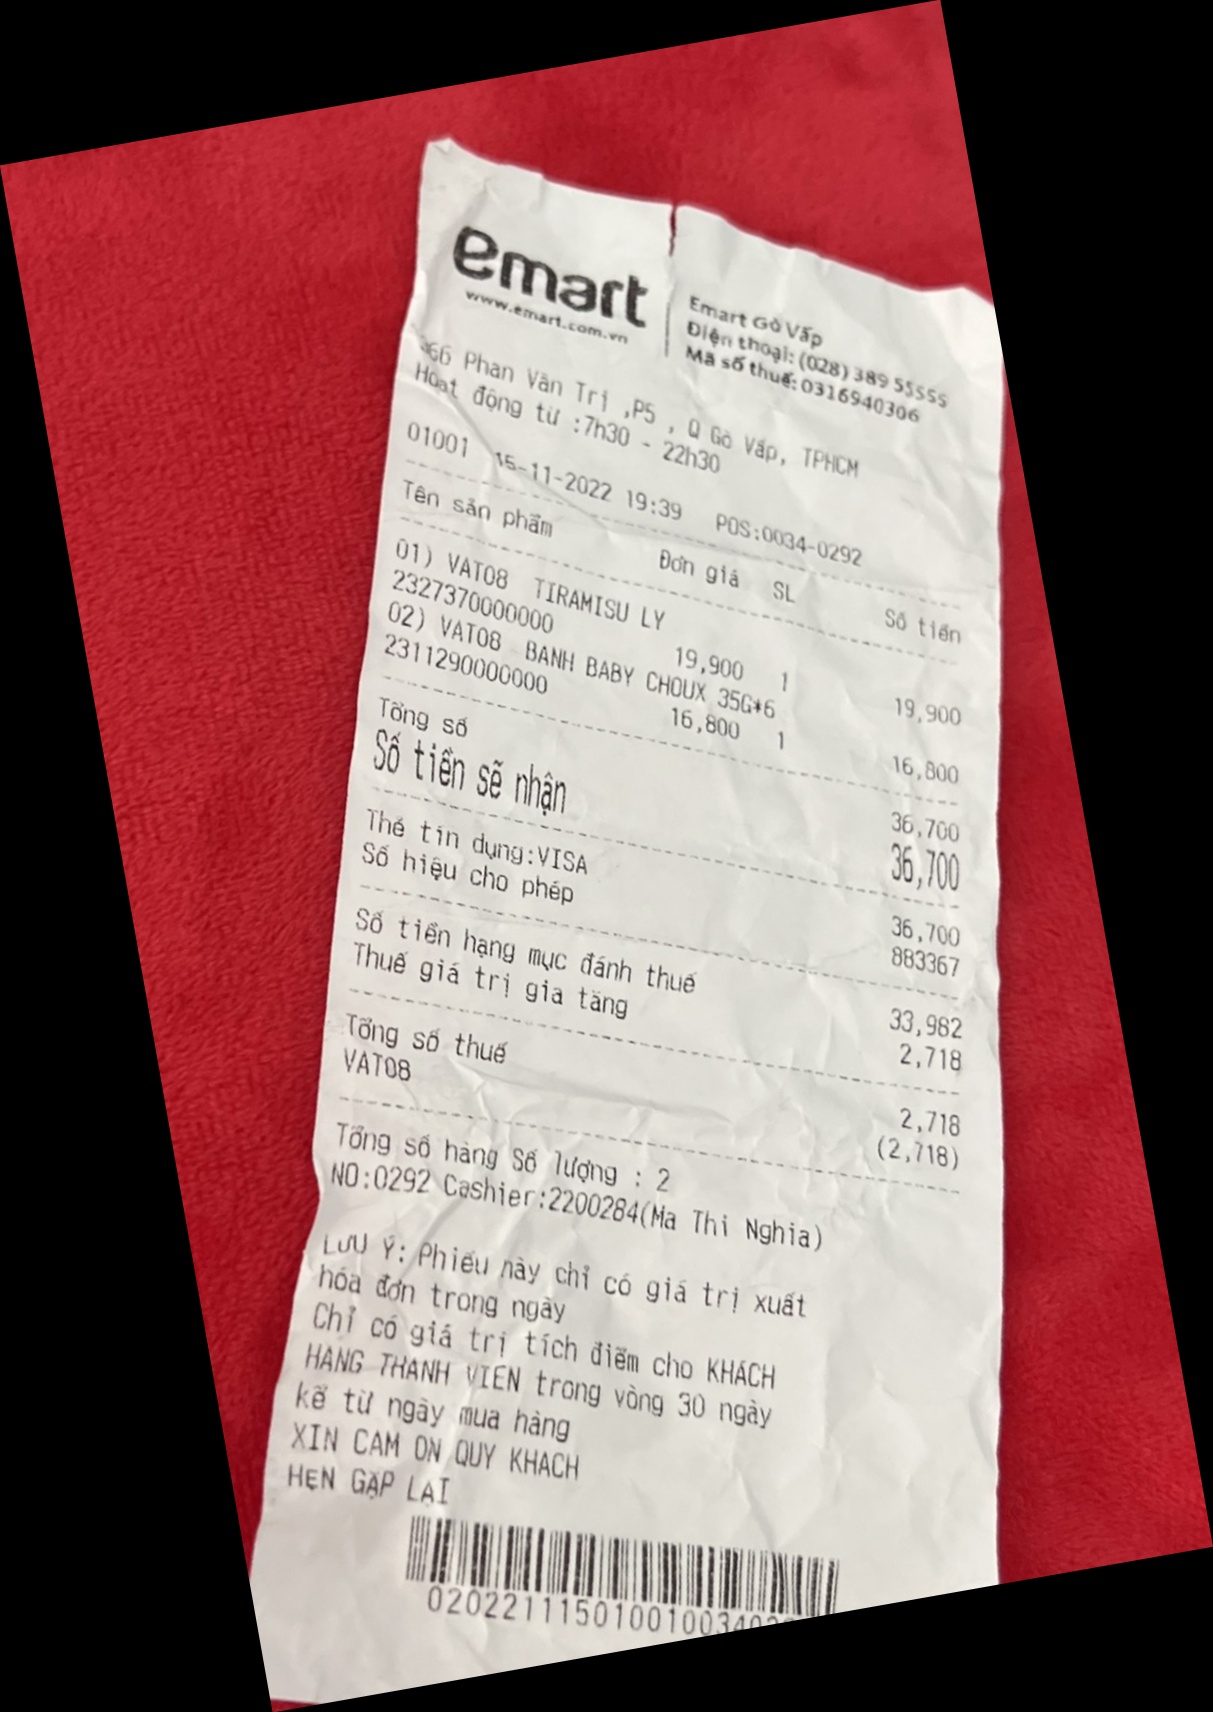 emart
www.emart.com.vn
Emart Gò Vấp
Điện thoại: (028) 389 55555
Mã số thuế: 0316940306
366 Phan Văn Trị ,P5 , Q Gò Vấp, TPHCM
Hoạt động từ :7h30 - 22h30
01001 15-11-2022 19:39 POS:0034-0292
Tên sản phẩm Đơn giá SL Số tiền
01) VAT08 TIRAMISU LY
2327370000000 19,900 1 19,900
02) VAT08 BANH BABY CHOUX 35G*6
2311290000000 16,800 1 16,800
Tổng số 36,700
Số tiền sẽ nhận 36,700
Thẻ tín dụng:VISA 36,700
Số hiệu cho phép 883367
Số tiền hạng mục đánh thuế 33,982
Thuế giá trị gia tăng 2,718
Tổng số thuế 2,718
VAT08 (2,718)
Tổng số hàng Số lượng : 2
NO:0292 Cashier:2200284(Ma Thi Nghia)
LƯU Ý: Phiếu này chỉ có giá trị xuất
hóa đơn trong ngày
Chỉ có giá trị tích điểm cho KHÁCH
HÀNG THÀNH VIÊN trong vòng 30 ngày
kể từ ngày mua hàng
XIN CAM ON QUY KHACH
HẸN GẶP LẠI